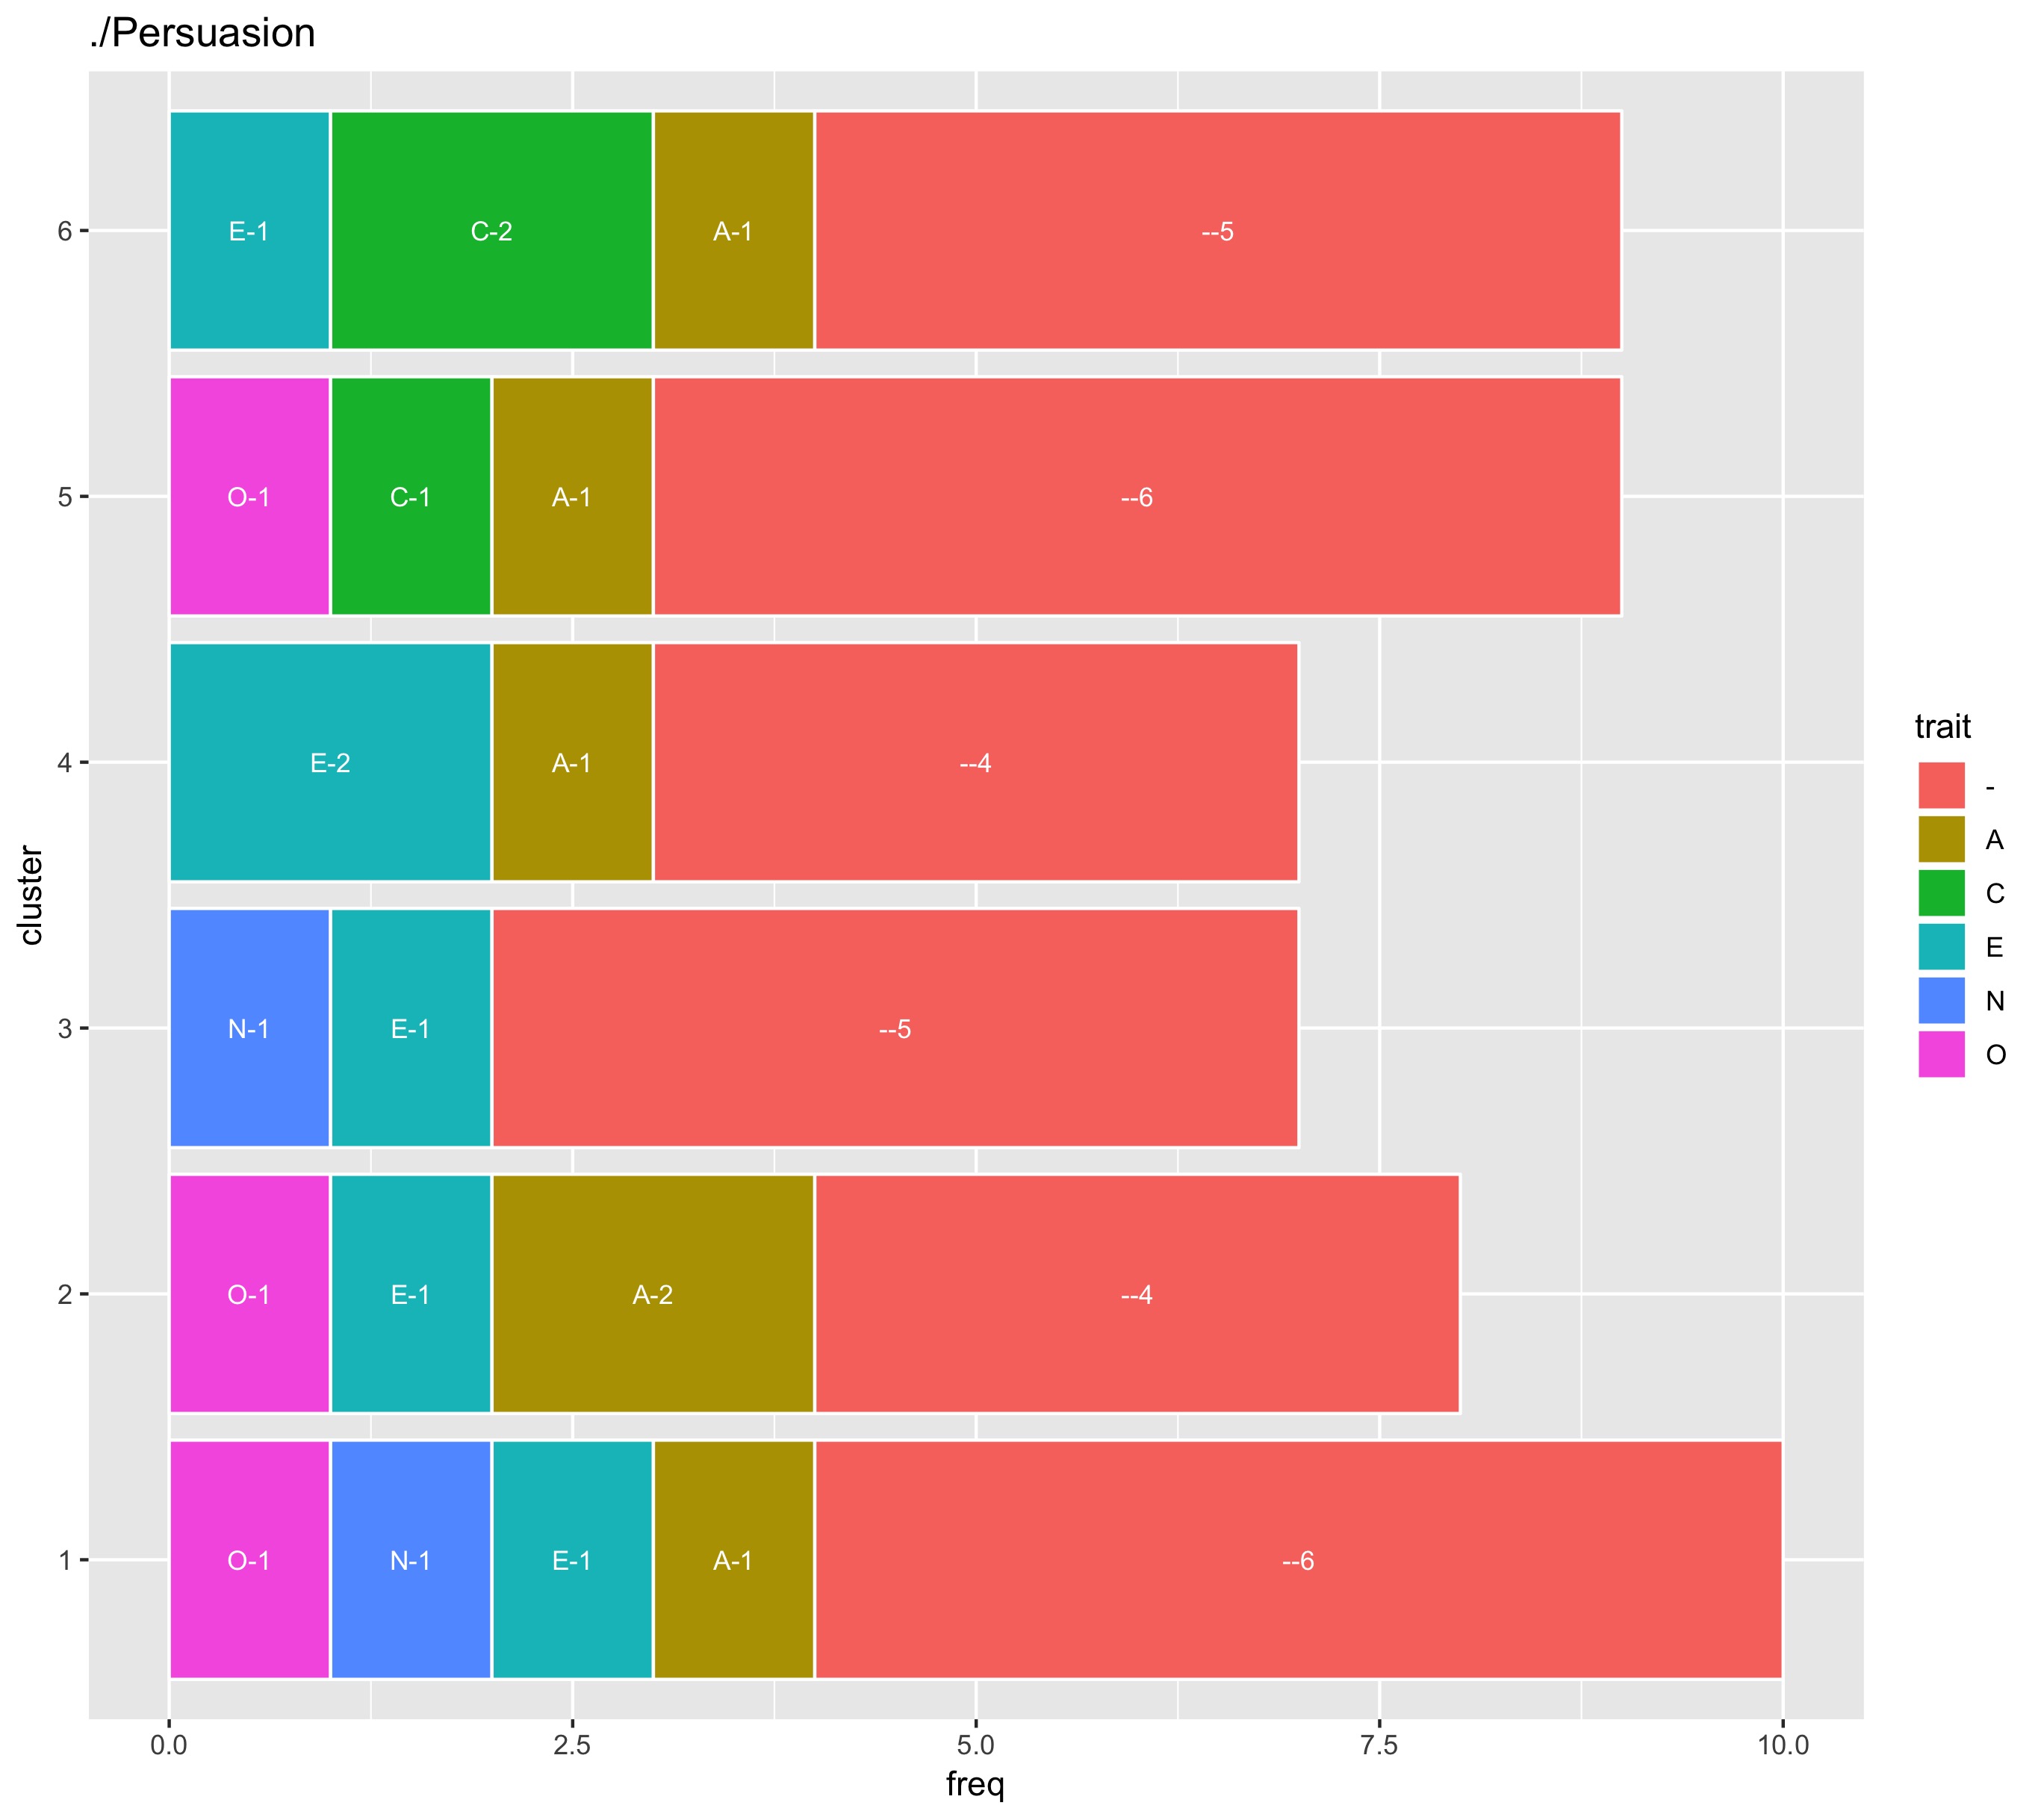 ./Persuasion
6
E-1 C-2 A-1 --5
5
O-1 C-1 A-1 --6
4
E-2 A-1 --4
3
N-1 E-1 --5
2
O-1 E-1 A-2 --4
1
O-1 N-1 E-1 A-1 --6
0.0 2.5 5.0 7.5 10.0
freq
cluster
trait
-
A
C
E
N
O